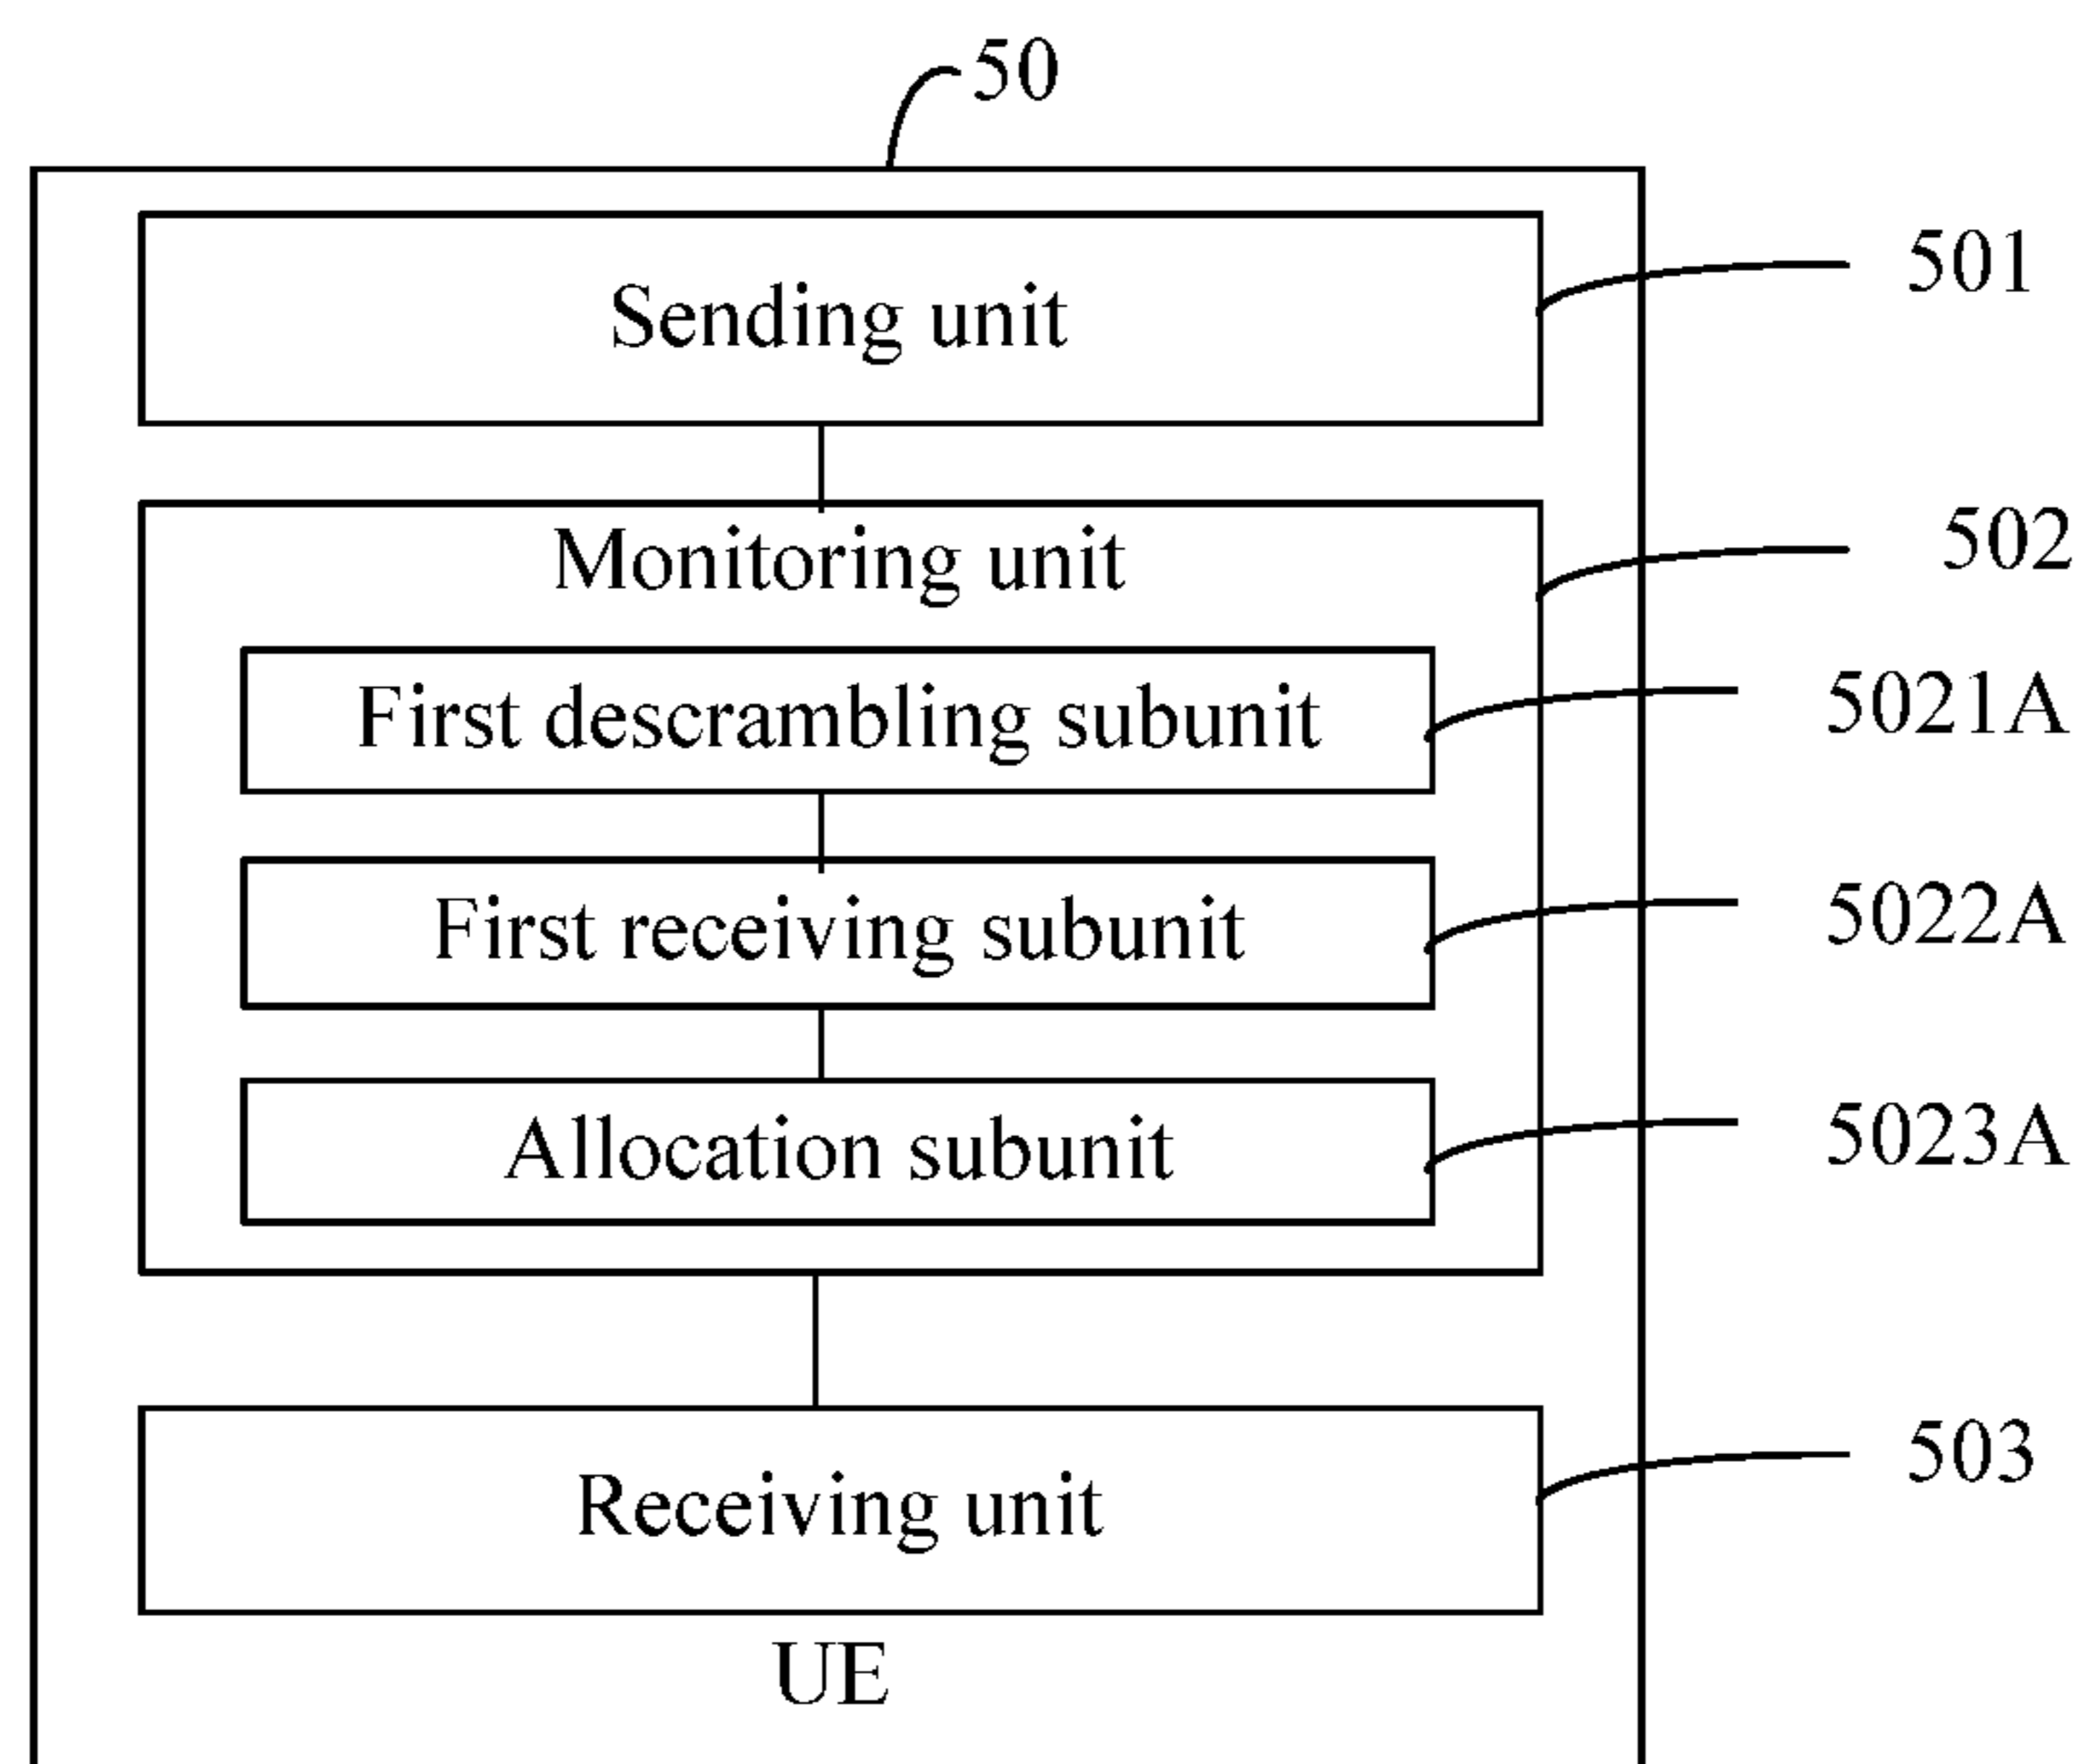 50
Sending unit
501
Monitoring unit
502
First descrambling subunit
5021A
First receiving subunit
5022A
Allocation subunit
5023A
Receiving unit
503
UE